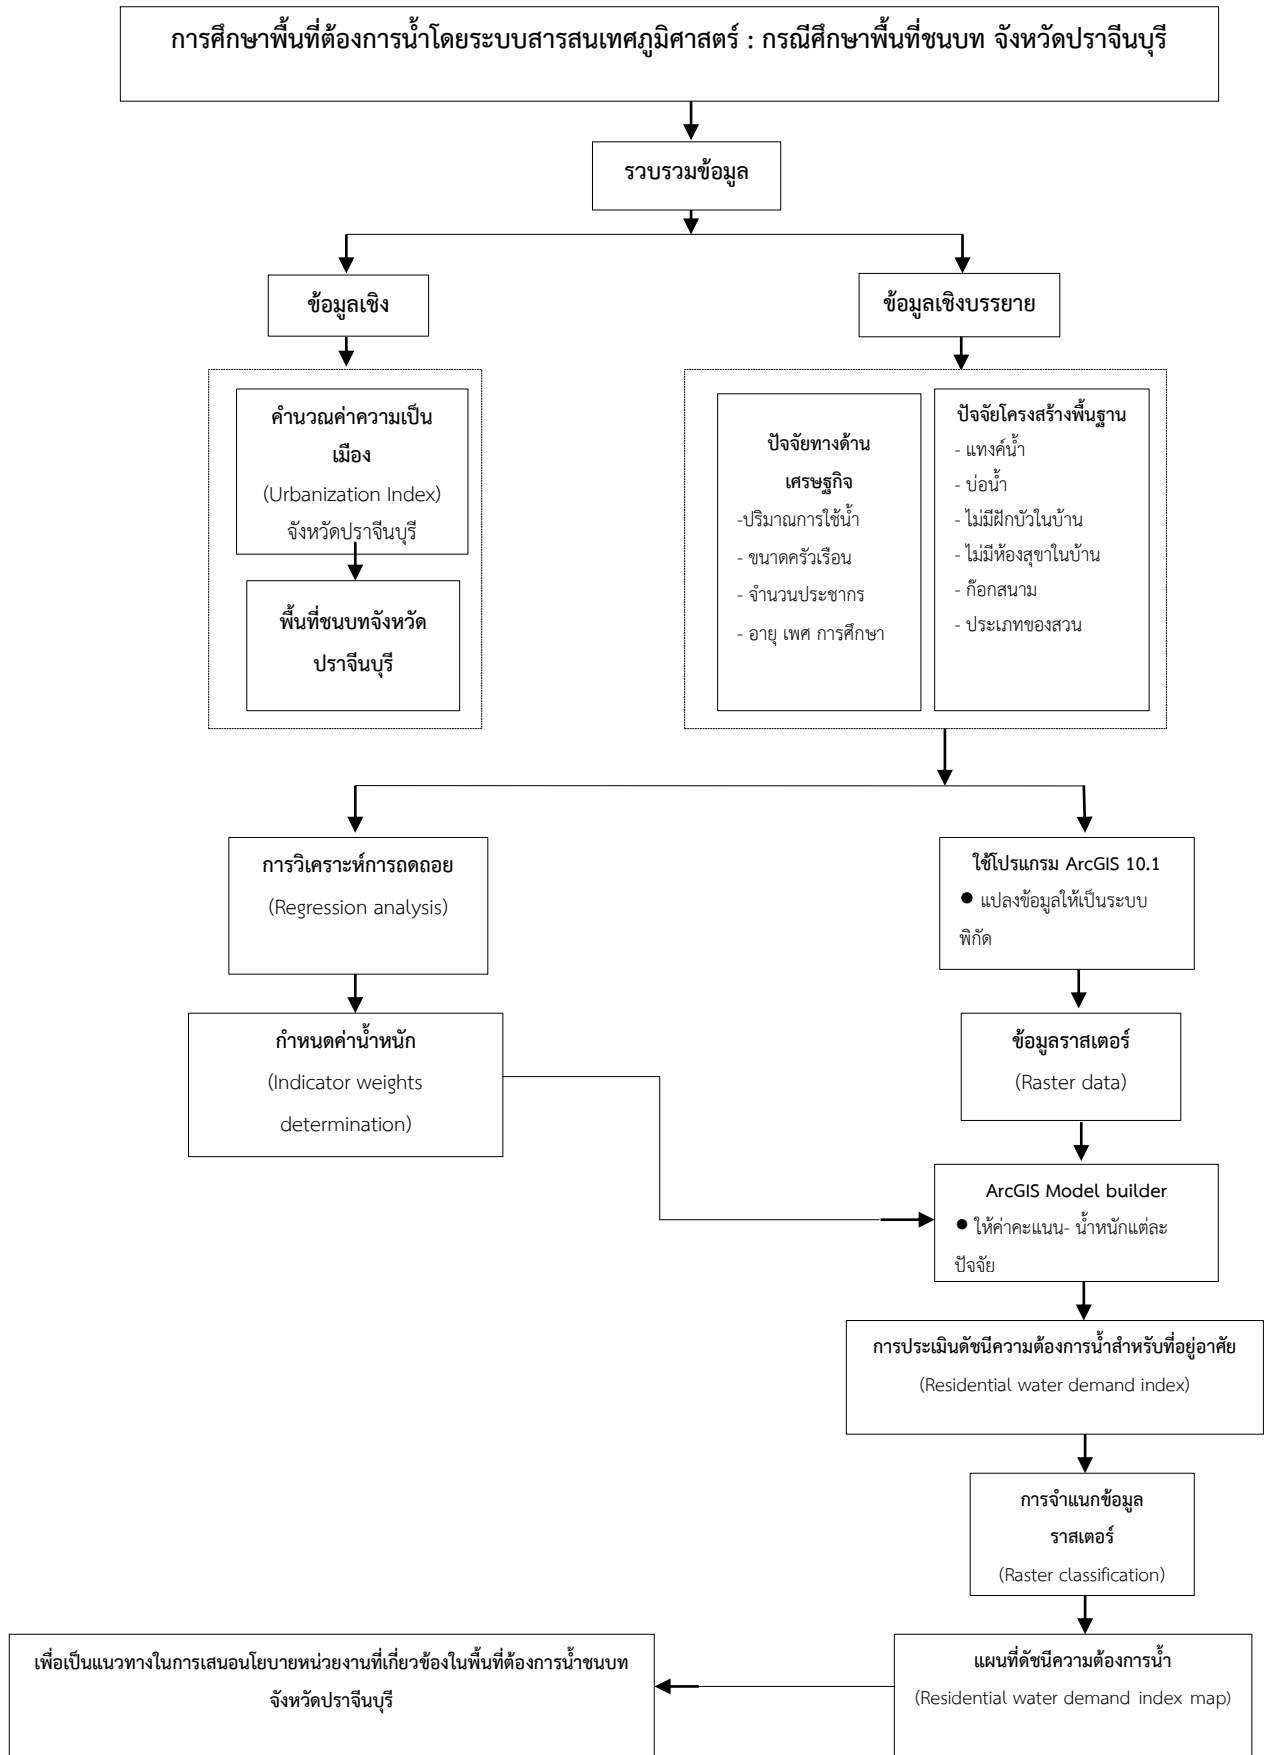 การศึกษาพื้นที่ต้องการน้ำโดยระบบสารสนเทศภูมิศาสตร์ : กรณีศึกษาพื้นที่ชนบท จังหวัดปราจีนบุรี
รวบรวมข้อมูล
ข้อมูลเชิง
ข้อมูลเชิงบรรยาย
คำนวณค่าความเป็น
เมือง
(Urbanization Index)
จังหวัดปราจีนบุรี
พื้นที่ชนบทจังหวัด
ปราจีนบุรี
ปัจจัยทางด้าน
เศรษฐกิจ
-ปริมาณการใช้น้ำ
- ขนาดครัวเรือน
- จำนวนประชากร
- อายุ เพศ การศึกษา
ปัจจัยโครงสร้างพื้นฐาน
- แทงค์น้ำ
- บ่อน้ำ
- ไม่มีฝักบัวในบ้าน
- ไม่มีห้องสุขาในบ้าน
- ก๊อกสนาม
- ประเภทของสวน
การวิเคราะห์การถดถอย
(Regression analysis)
กำหนดค่าน้ำหนัก
(Indicator weights
determination)
ใช้โปรแกรม ArcGIS 10.1
● แปลงข้อมูลให้เป็นระบบ
พิกัด
ข้อมูลราสเตอร์
(Raster data)
ArcGIS Model builder
● ให้ค่าคะแนน- น้ำหนักแต่ละ
ปัจจัย
การประเมินดัชนีความต้องการน้ำสำหรับที่อยู่อาศัย
(Residential water demand index)
การจำแนกข้อมูล
ราสเตอร์
(Raster classification)
แผนที่ดัชนีความต้องการน้ำ
(Residential water demand index map)
เพื่อเป็นแนวทางในการเสนอนโยบายหน่วยงานที่เกี่ยวข้องในพื้นที่ต้องการน้ำชนบท
จังหวัดปราจีนบุรี